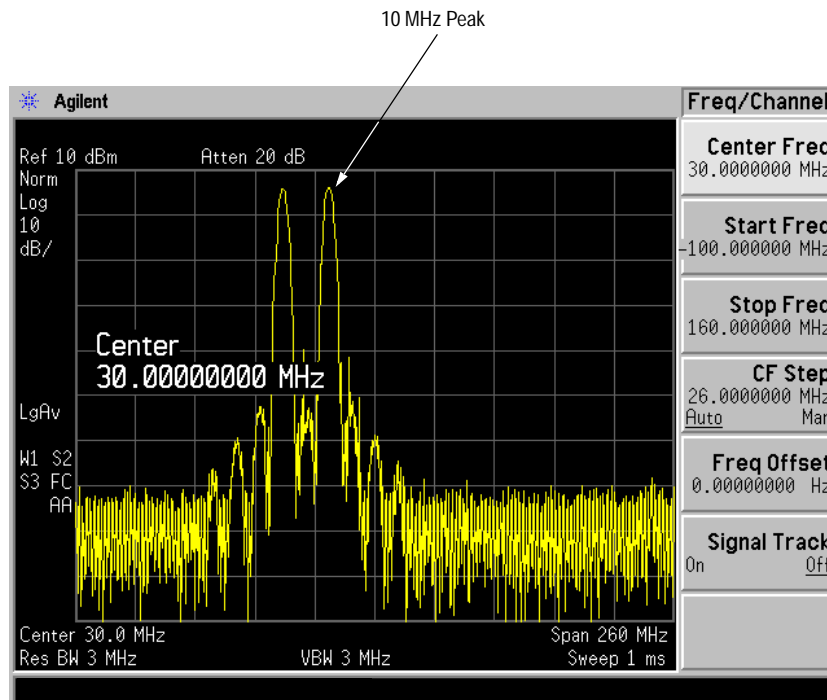 10 MHz Peak
Agilent
Ref 10 dBm Atten 20 dB
Norm
Log
10
dB/
Center
30.00000000 MHz
LgAv
W1 S2
S3 FC
AA
Center 30.0 MHz Span 260 MHz
Res BW 3 MHz VBW 3 MHz Sweep 1 ms
Freq/Channel
Center Freq
30.0000000 MHz
Start Freq
-100.000000 MHz
Stop Freq
160.000000 MHz
CF Step
26.0000000 MHz
Auto Man
Freq Offset
0.00000000 Hz
Signal Track
On Off